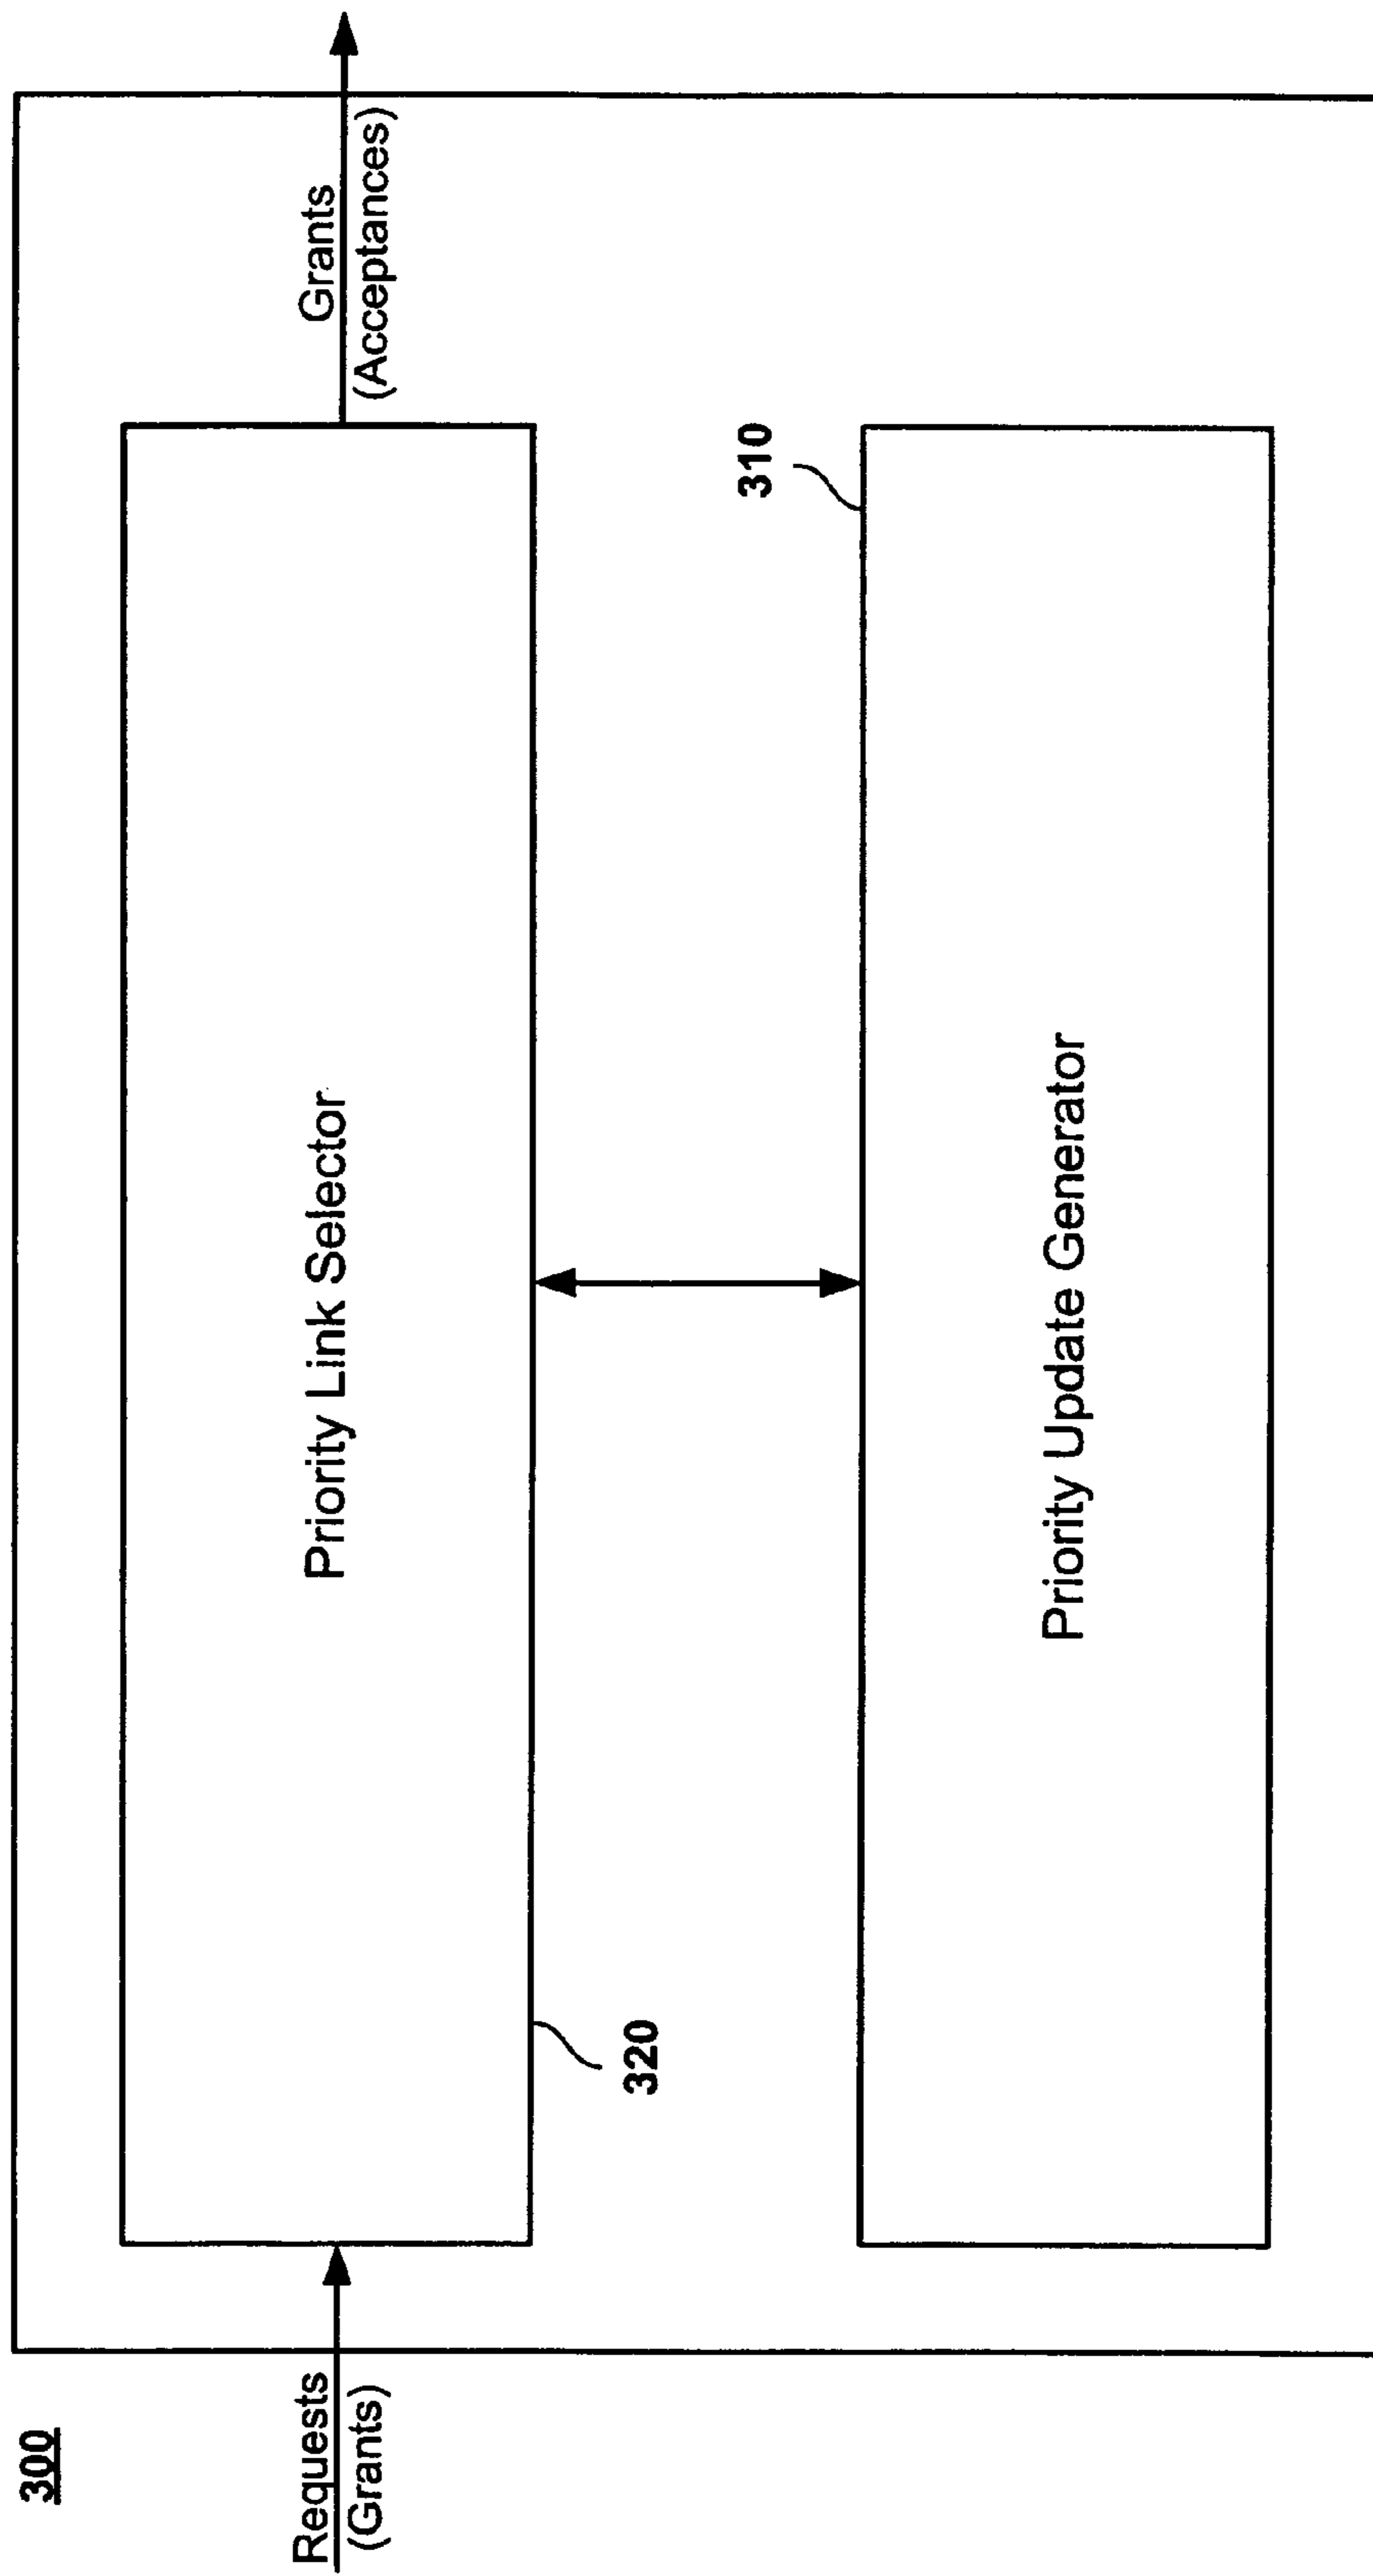 300
Requests
(Grants)
Priority Link Selector
320
Grants
(Acceptances)
310
Priority Update Generator